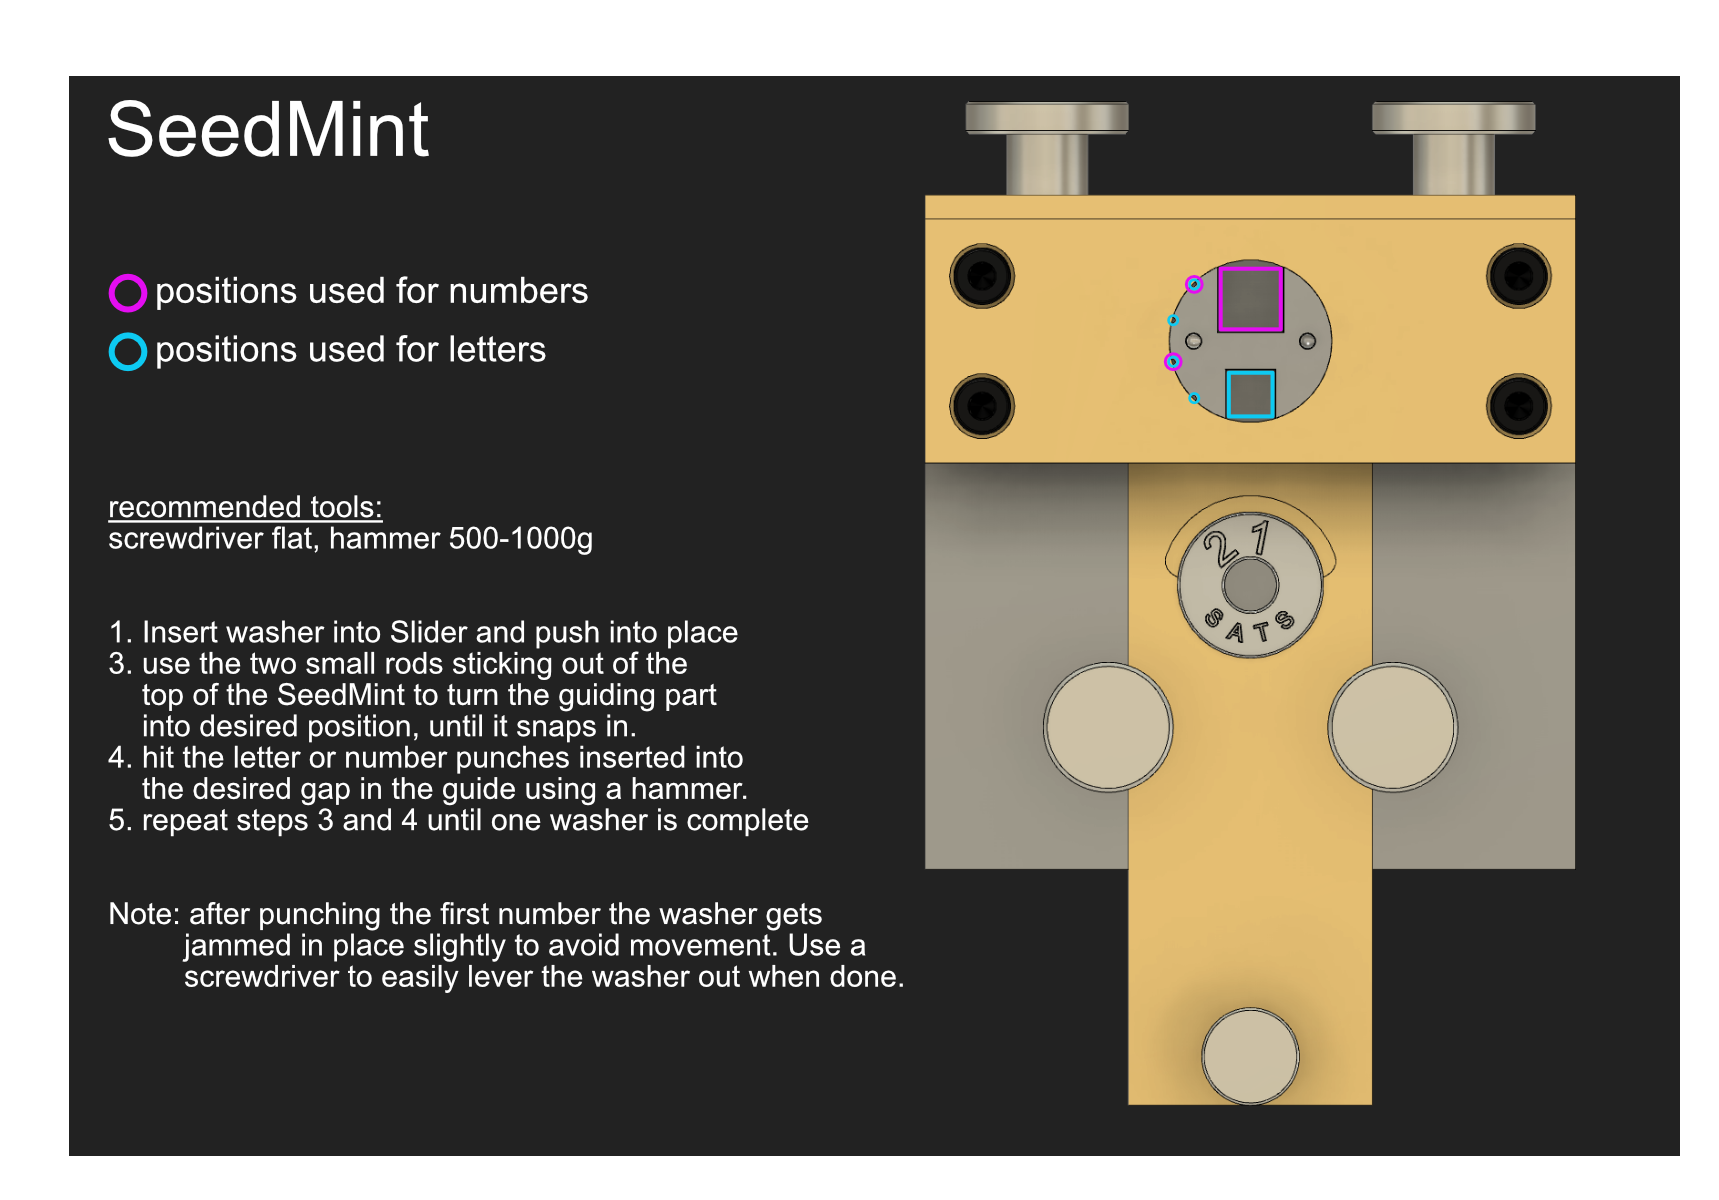 SeedMint
positions used for numbers
positions used for letters
recommended tools:
screwdriver flat, hammer 500-1000g
1. Insert washer into Slider and push into place
3. use the two small rods sticking out of the
top of the SeedMint to turn the guiding part
into desired position, until it snaps in.
4. hit the letter or number punches inserted into
the desired gap in the guide using a hammer.
5. repeat steps 3 and 4 until one washer is complete
Note: after punching the first number the washer gets
jammed in place slightly to avoid movement. Use a
screwdriver to easily lever the washer out when done.
21
SATS